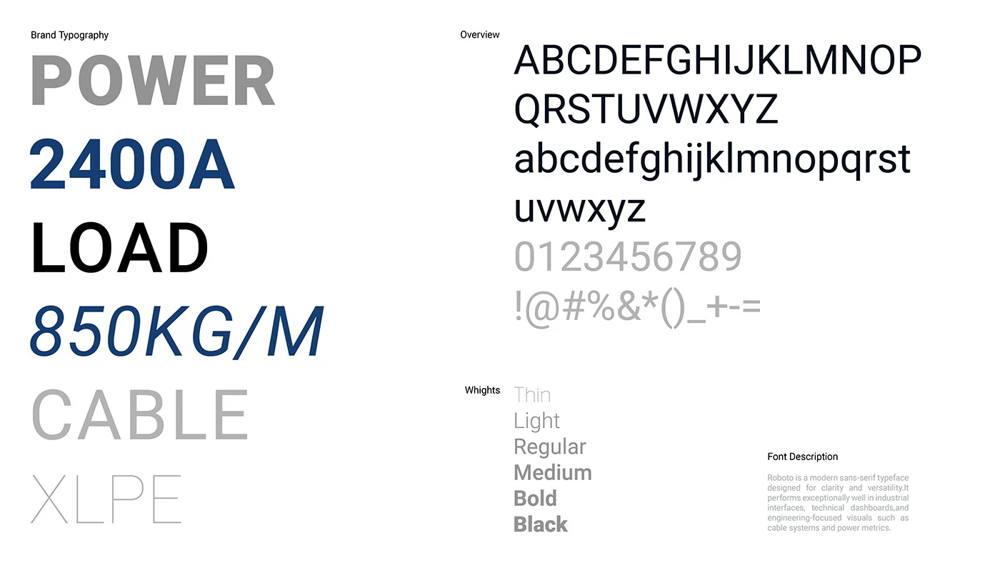 Brand Typography
POWER
2400A
LOAD
850KG/M
CABLE
XLPE
Overview
ABCDEFGHIJKLMNOP
QRSTUVWXYZ
abcdefghijklmnopqrst
uvwxyz
0123456789
!@#%&*()_+-=
Whights
Thin
Light
Regular
Medium
Bold
Black
Font Description
Roboto is a modern sans-serif typeface
designed for clarity and versatility.It
performs exceptionally well in industrial
interfaces, technical dashboards,and
engineering-focused visuals such as
cable systems and power metrics.